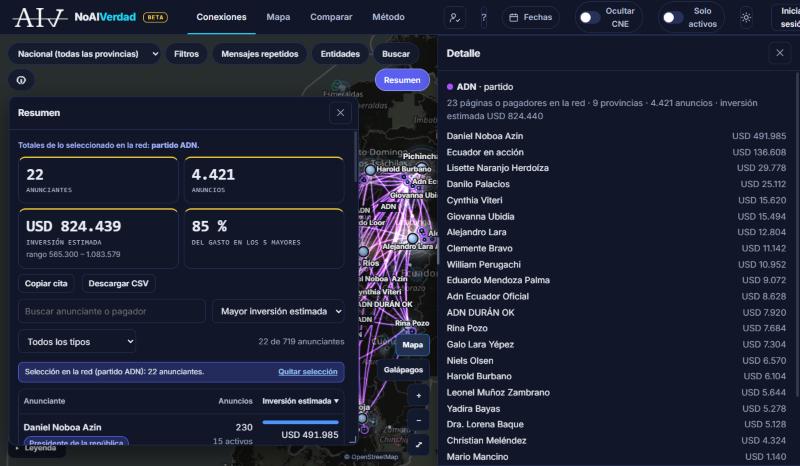 AIV NoAIVerdad BETA
Conexiones Mapa Comparar Método
? Fechas Ocultar CNE Solo activos
Nacional (todas las provincias) Filtros Mensajes repetidos Entidades Buscar
Resumen
Resumen
Totales de lo seleccionado en la red: partido ADN.
22 ANUNCIANTES
4.421 ANUNCIOS
USD 824.439
INVERSIÓN ESTIMADA
rango 565.300 – 1.083.579
85 %
DEL GASTO EN LOS 5 MAYORES
Copiar cita Descargar CSV
Buscar anunciante o pagador Mayor inversión estimada
Todos los tipos 22 de 719 anunciantes
Selección en la red (partido ADN): 22 anunciantes. Quitar selección
Anunciante Anuncios Inversión estimada ▾
Daniel Noboa Azin 230
Presidente de la república 15 activos USD 491.985
Leyenda
Esmeraldas
Pichincha
Harold Burbano
Adn Ec
Giovanna Ubi
ADN
Alejandro Lara
Los Ríos
Cynthia Viteri
ADN DURÁN OK
Rina Pozo
Mapa
Galápagos
+
−
© OpenStreetMap
Detalle
ADN · partido
23 páginas o pagadores en la red · 9 provincias · 4.421 anuncios · inversión
estimada USD 824.440
Daniel Noboa Azin USD 491.985
Ecuador en acción USD 136.608
Lisette Naranjo Herdoíza USD 29.778
Danilo Palacios USD 25.112
Cynthia Viteri USD 15.620
Giovanna Ubidia USD 15.494
Alejandro Lara USD 12.804
Clemente Bravo USD 11.142
William Perugachi USD 10.952
Eduardo Mendoza Palma USD 9.072
Adn Ecuador Oficial USD 8.628
ADN DURÁN OK USD 7.920
Rina Pozo USD 7.684
Galo Lara Yépez USD 7.304
Niels Olsen USD 6.570
Harold Burbano USD 6.104
Leonel Muñoz Zambrano USD 5.644
Yadira Bayas USD 5.278
Dra. Lorena Baque USD 5.128
Christian Meléndez USD 4.324
Mario Mancino USD 1.140